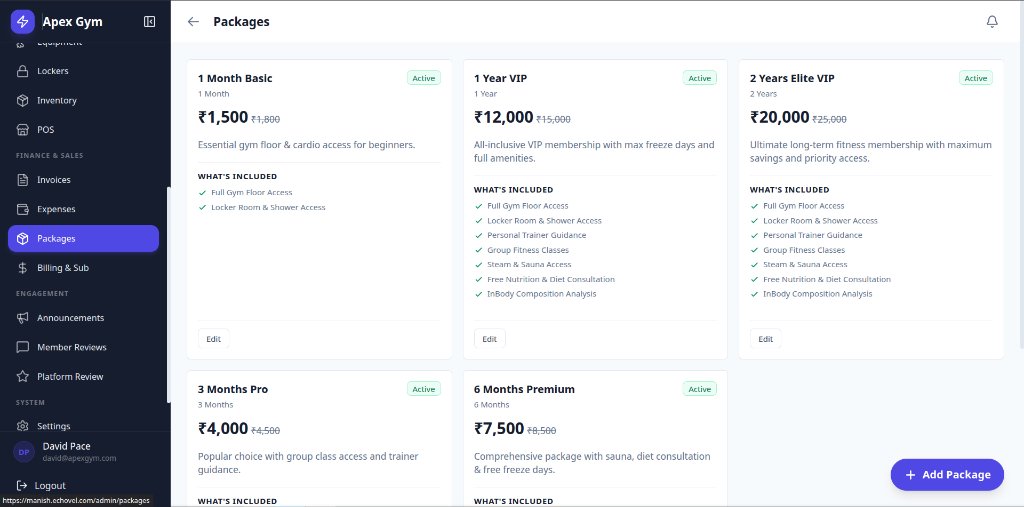 Apex Gym
Equipment
Lockers
Inventory
POS
FINANCE & SALES
Invoices
Expenses
Packages
Billing & Sub
ENGAGEMENT
Announcements
Member Reviews
Platform Review
SYSTEM
Settings
DP
David Pace
david@apexgym.com
Logout
https://manish.echovel.com/admin/packages
Packages
1 Month Basic
Active
1 Month
₹1,500 ₹1,800
Essential gym floor & cardio access for beginners.
WHAT'S INCLUDED
Full Gym Floor Access
Locker Room & Shower Access
Edit
1 Year VIP
Active
1 Year
₹12,000 ₹15,000
All-inclusive VIP membership with max freeze days and
full amenities.
WHAT'S INCLUDED
Full Gym Floor Access
Locker Room & Shower Access
Personal Trainer Guidance
Group Fitness Classes
Steam & Sauna Access
Free Nutrition & Diet Consultation
InBody Composition Analysis
Edit
2 Years Elite VIP
Active
2 Years
₹20,000 ₹25,000
Ultimate long-term fitness membership with maximum
savings and priority access.
WHAT'S INCLUDED
Full Gym Floor Access
Locker Room & Shower Access
Personal Trainer Guidance
Group Fitness Classes
Steam & Sauna Access
Free Nutrition & Diet Consultation
InBody Composition Analysis
Edit
3 Months Pro
Active
3 Months
₹4,000 ₹4,500
Popular choice with group class access and trainer
guidance.
WHAT'S INCLUDED
6 Months Premium
Active
6 Months
₹7,500 ₹8,500
Comprehensive package with sauna, diet consultation
& free freeze days.
WHAT'S INCLUDED
+ Add Package